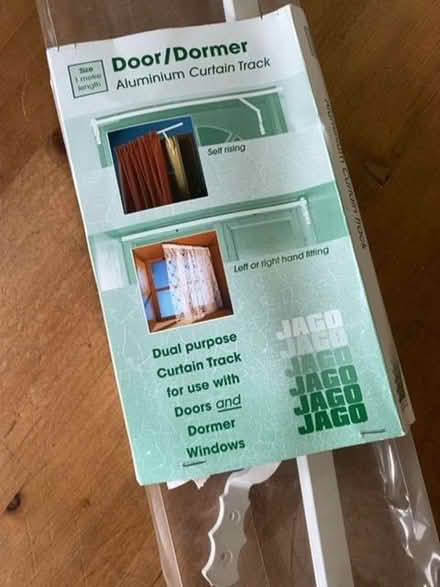 Size
1 metre
length
Door/Dormer
Aluminium Curtain Track
Self rising
Left or right hand fitting
Dual purpose
Curtain Track
for use with
Doors and
Dormer
Windows
JAGO
JAGO
JAGO
JAGO
JAGO
JAGO
Aluminium Curtain Track